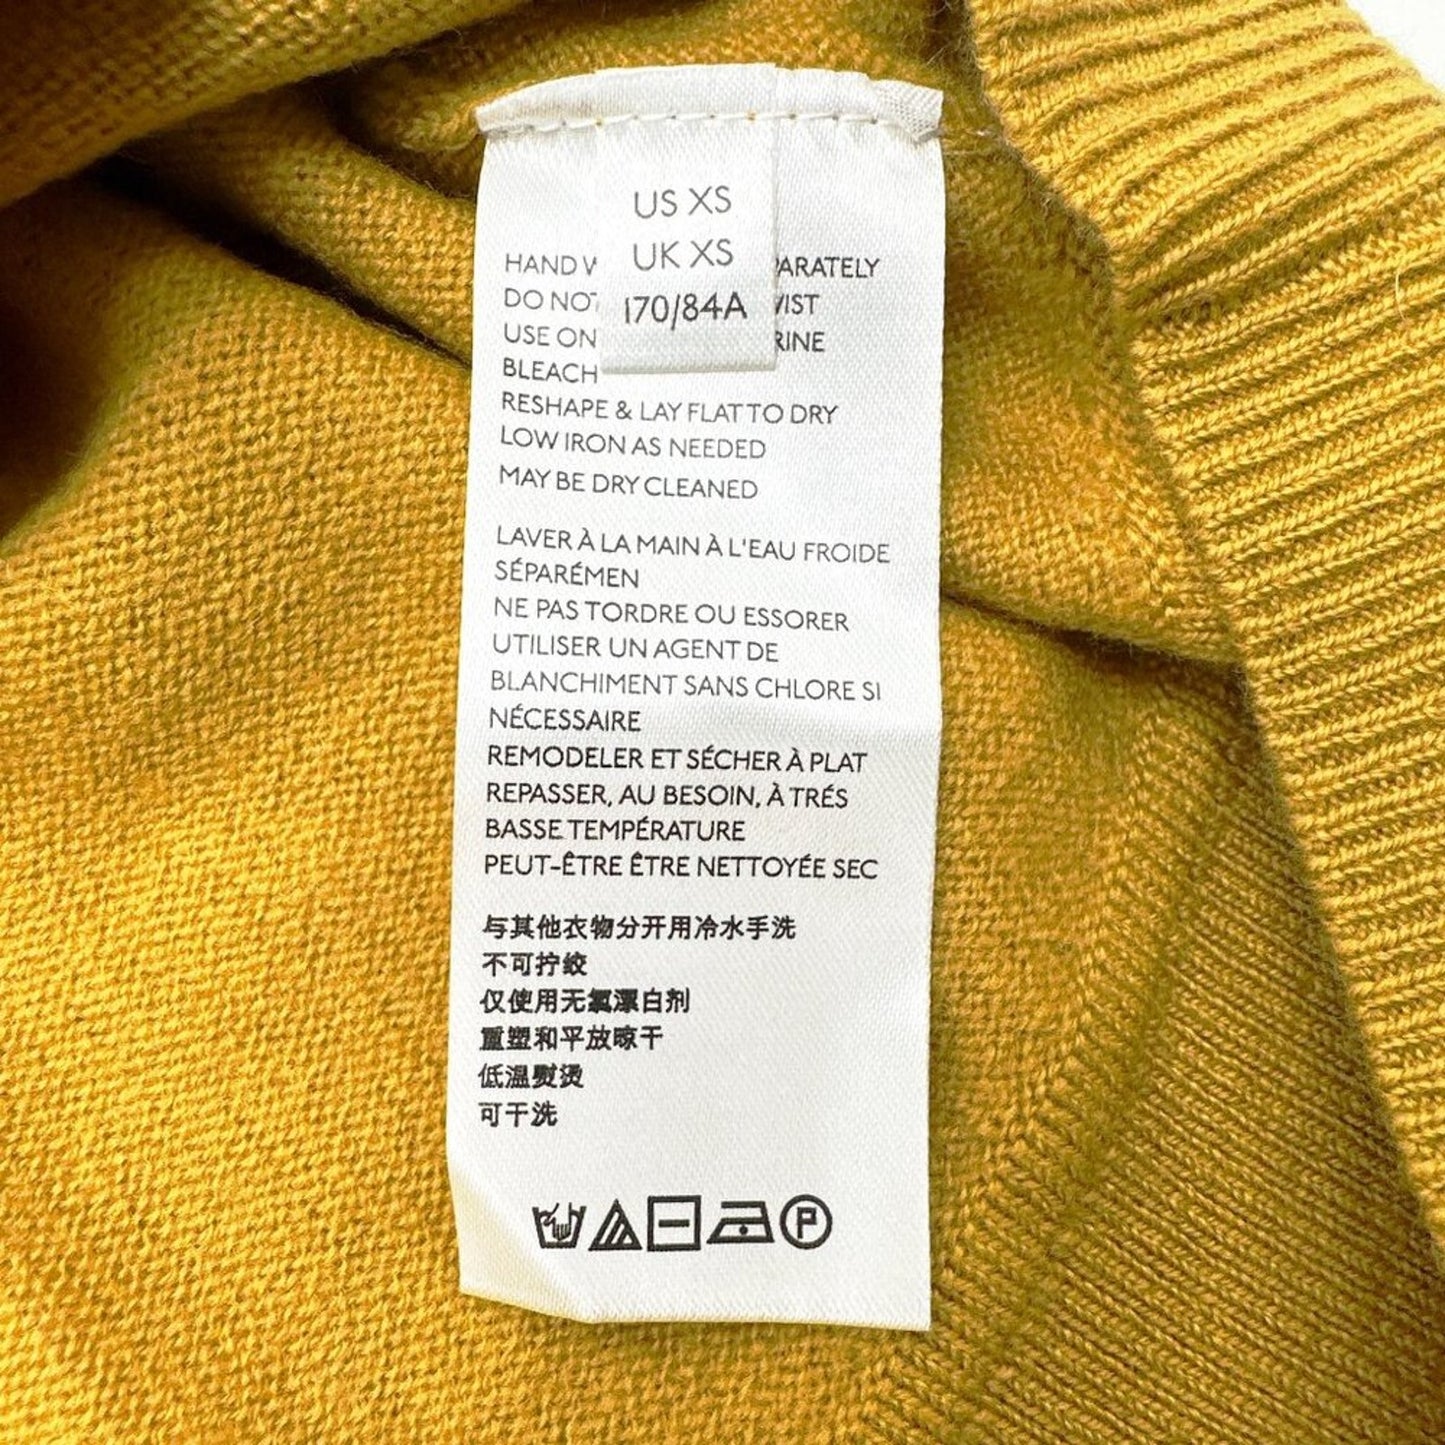 US XS
UK XS
170/84A
HAND
DO NOT
USE ON
BLEACH
RESHAPE & LAY FLAT TO DRY
LOW IRON AS NEEDED
MAY BE DRY CLEANED
LAVER À LA MAIN À L'EAU FROIDE
SÉPARÉMEN
NE PAS TORDRE OU ESSORER
UTILISER UN AGENT DE
BLANCHIMENT SANS CHLORE SI
NÉCESSAIRE
REMODELER ET SÉCHER À PLAT
REPASSER, AU BESOIN, À TRÉS
BASSE TEMPÉRATURE
PEUT-ÊTRE ÊTRE NETTOYÉE SEC
与其他衣物分开用冷水手洗
不可拧绞
仅使用无氯漂白剂
重塑和平放晾干
低温熨烫
可干洗
P